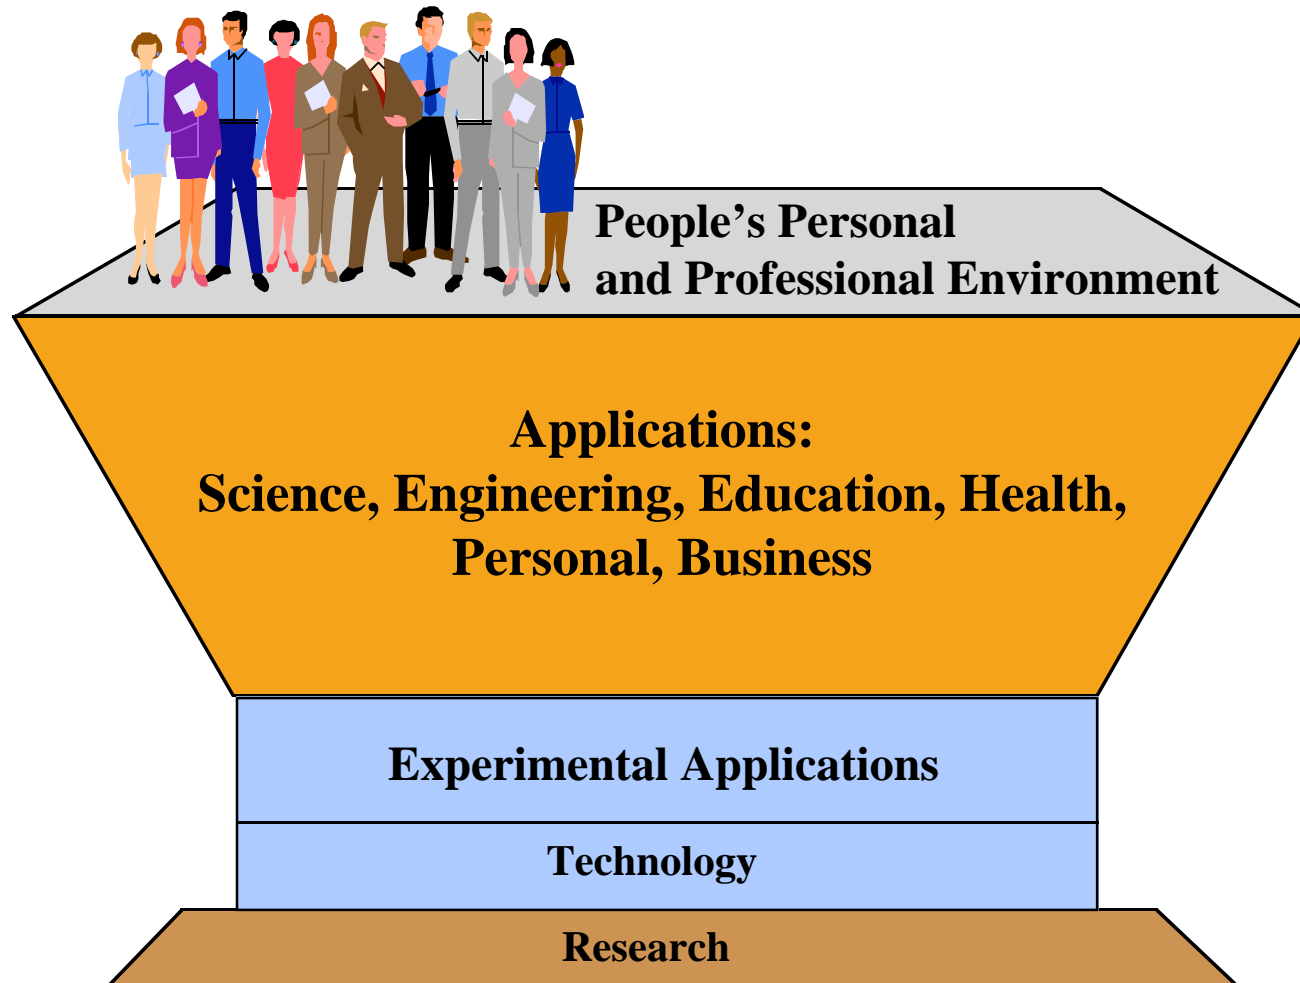 People’s Personal
and Professional Environment
Applications:
Science, Engineering, Education, Health,
Personal, Business
Experimental Applications
Technology
Research